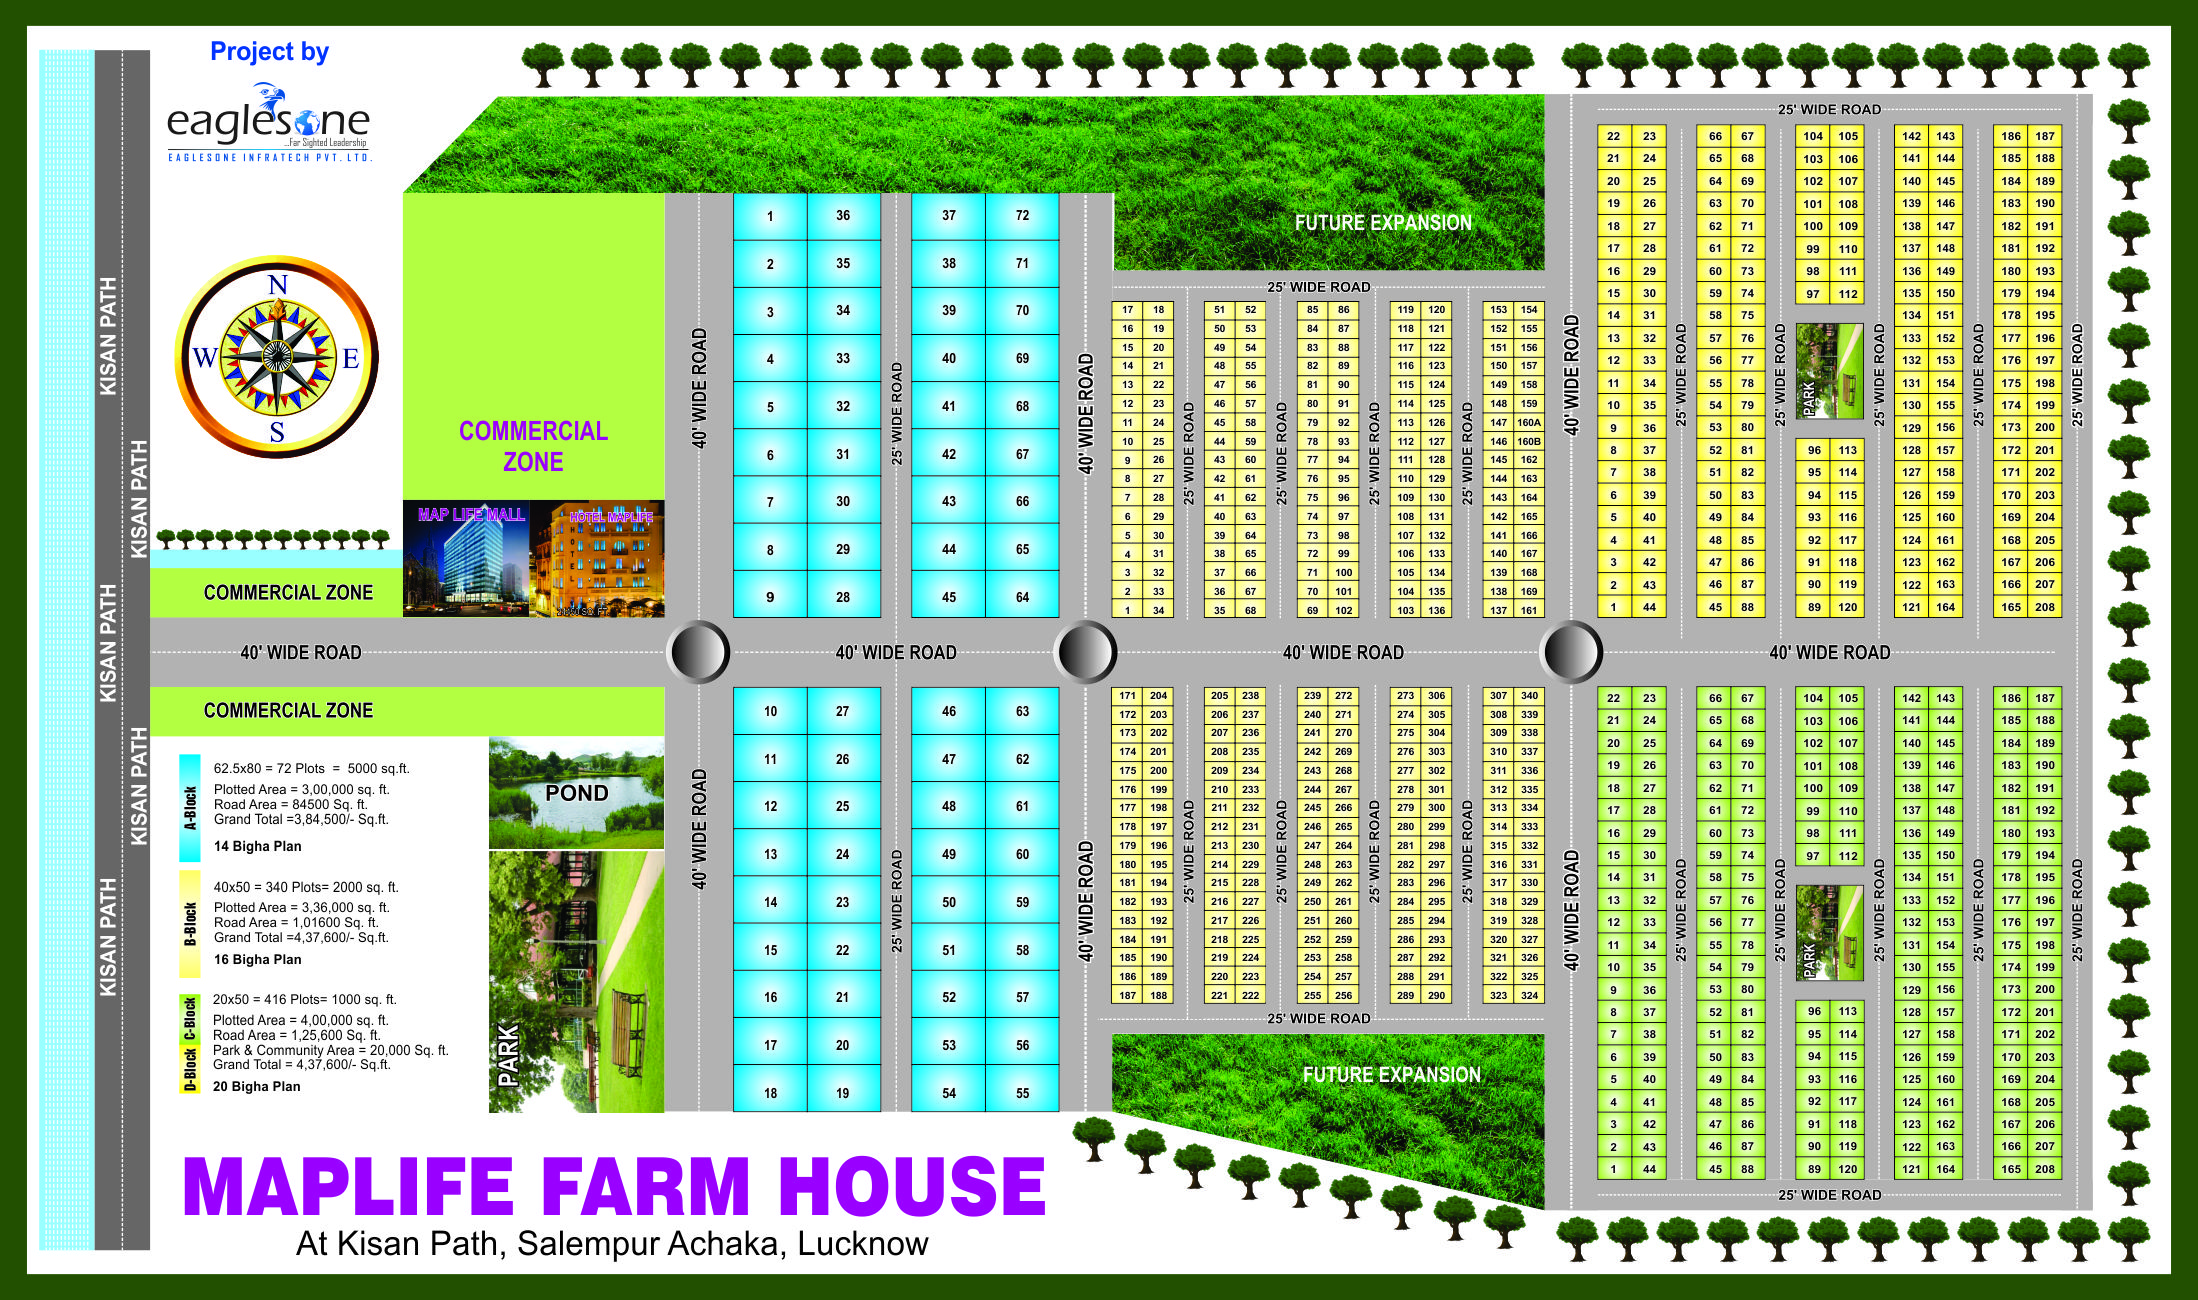 Project by
eaglesone
...Far Sighted Leadership
EAGLESONE INFRATECH PVT. LTD.
N
W E
S
KISAN PATH
KISAN PATH
KISAN PATH
KISAN PATH
KISAN PATH
COMMERCIAL
ZONE
MAP LIFE MALL
HOTEL MAPLIFE
HOTEL
COMMERCIAL ZONE
40' WIDE ROAD
COMMERCIAL ZONE
1 36 37 72
2 35 38 71
3 34 39 70
4 33 40 69
5 32 41 68
6 31 42 67
7 30 43 66
8 29 44 65
9 28 45 64
40' WIDE ROAD
25' WIDE ROAD
40' WIDE ROAD
40' WIDE ROAD
10 27 46 63
11 26 47 62
12 25 48 61
13 24 49 60
14 23 50 59
15 22 51 58
16 21 52 57
17 20 53 56
18 19 54 55
40' WIDE ROAD
25' WIDE ROAD
40' WIDE ROAD
FUTURE EXPANSION
25' WIDE ROAD
17 18 51 52 85 86 119 120 153 154
16 19 50 53 84 87 118 121 152 155
15 20 49 54 83 88 117 122 151 156
14 21 48 55 82 89 116 123 150 157
13 22 47 56 81 90 115 124 149 158
12 23 46 57 80 91 114 125 148 159
11 24 45 58 79 92 113 126 147 160A
10 25 44 59 78 93 112 127 146 160B
9 26 43 60 77 94 111 128 145 162
8 27 42 61 76 95 110 129 144 163
7 28 41 62 75 96 109 130 143 164
6 29 40 63 74 97 108 131 142 165
5 30 39 64 73 98 107 132 141 166
4 31 38 65 72 99 106 133 140 167
3 32 37 66 71 100 105 134 139 168
2 33 36 67 70 101 104 135 138 169
1 34 35 68 69 102 103 136 137 161
25' WIDE ROAD
25' WIDE ROAD
25' WIDE ROAD
25' WIDE ROAD
40' WIDE ROAD
40' WIDE ROAD
171 204 205 238 239 272 273 306 307 340
172 203 206 237 240 271 274 305 308 339
173 202 207 236 241 270 275 304 309 338
174 201 208 235 242 269 276 303 310 337
175 200 209 234 243 268 277 302 311 336
176 199 210 233 244 267 278 301 312 335
177 198 211 232 245 266 279 300 313 334
178 197 212 231 246 265 280 299 314 333
179 196 213 230 247 264 281 298 315 332
180 195 214 229 248 263 282 297 316 331
181 194 215 228 249 262 283 296 317 330
182 193 216 227 250 261 284 295 318 329
183 192 217 226 251 260 285 294 319 328
184 191 218 225 252 259 286 293 320 327
185 190 219 224 253 258 287 292 321 326
186 189 220 223 254 257 288 291 322 325
187 188 221 222 255 256 289 290 323 324
25' WIDE ROAD
25' WIDE ROAD
25' WIDE ROAD
25' WIDE ROAD
40' WIDE ROAD
25' WIDE ROAD
FUTURE EXPANSION
25' WIDE ROAD
22 23 66 67 104 105 142 143 186 187
21 24 65 68 103 106 141 144 185 188
20 25 64 69 102 107 140 145 184 189
19 26 63 70 101 108 139 146 183 190
18 27 62 71 100 109 138 147 182 191
17 28 61 72 99 110 137 148 181 192
16 29 60 73 98 111 136 149 180 193
15 30 59 74 97 112 135 150 179 194
14 31 58 75 134 151 178 195
13 32 57 76 133 152 177 196
12 33 56 77 132 153 176 197
11 34 55 78 131 154 175 198
10 35 54 79 130 155 174 199
9 36 53 80 129 156 173 200
8 37 52 81 96 113 128 157 172 201
7 38 51 82 95 114 127 158 171 202
6 39 50 83 94 115 126 159 170 203
5 40 49 84 93 116 125 160 169 204
4 41 48 85 92 117 124 161 168 205
3 42 47 86 91 118 123 162 167 206
2 43 46 87 90 119 122 163 166 207
1 44 45 88 89 120 121 164 165 208
PARK
25' WIDE ROAD
25' WIDE ROAD
25' WIDE ROAD
25' WIDE ROAD
25' WIDE ROAD
40' WIDE ROAD
22 23 66 67 104 105 142 143 186 187
21 24 65 68 103 106 141 144 185 188
20 25 64 69 102 107 140 145 184 189
19 26 63 70 101 108 139 146 183 190
18 27 62 71 100 109 138 147 182 191
17 28 61 72 99 110 137 148 181 192
16 29 60 73 98 111 136 149 180 193
15 30 59 74 97 112 135 150 179 194
14 31 58 75 134 151 178 195
13 32 57 76 133 152 177 196
12 33 56 77 132 153 176 197
11 34 55 78 131 154 175 198
10 35 54 79 130 155 174 199
9 36 53 80 129 156 173 200
8 37 52 81 96 113 128 157 172 201
7 38 51 82 95 114 127 158 171 202
6 39 50 83 94 115 126 159 170 203
5 40 49 84 93 116 125 160 169 204
4 41 48 85 92 117 124 161 168 205
3 42 47 86 91 118 123 162 167 206
2 43 46 87 90 119 122 163 166 207
1 44 45 88 89 120 121 164 165 208
PARK
25' WIDE ROAD
25' WIDE ROAD
25' WIDE ROAD
25' WIDE ROAD
25' WIDE ROAD
40' WIDE ROAD
25' WIDE ROAD
A-Block
62.5x80 = 72 Plots = 5000 sq.ft.
Plotted Area = 3,00,000 sq. ft.
Road Area = 84500 Sq. ft.
Grand Total =3,84,500/- Sq.ft.
14 Bigha Plan
B-Block
40x50 = 340 Plots= 2000 sq. ft.
Plotted Area = 3,36,000 sq. ft.
Road Area = 1,01600 Sq. ft.
Grand Total =4,37,600/- Sq.ft.
16 Bigha Plan
D-Block C-Block
20x50 = 416 Plots= 1000 sq. ft.
Plotted Area = 4,00,000 sq. ft.
Road Area = 1,25,600 Sq. ft.
Park & Community Area = 20,000 Sq. ft.
Grand Total = 4,37,600/- Sq.ft.
20 Bigha Plan
POND
PARK
MAPLIFE FARM HOUSE
At Kisan Path, Salempur Achaka, Lucknow